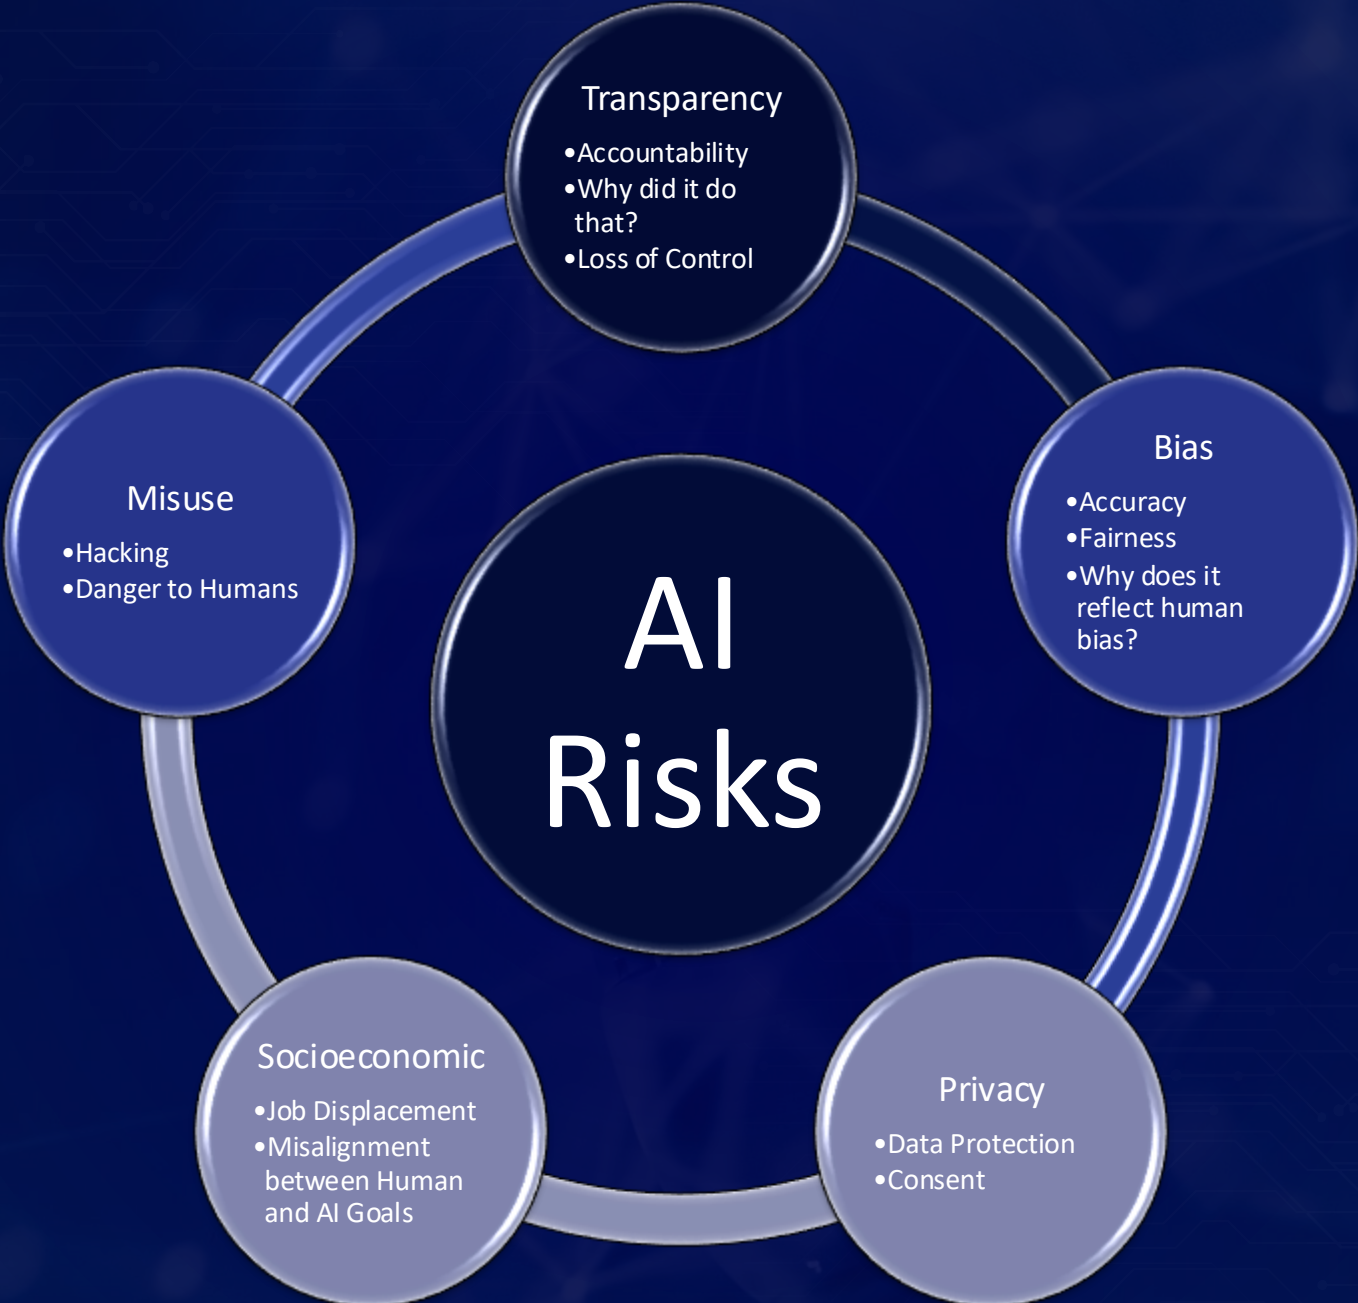 Transparency
•Accountability
•Why did it do
that?
•Loss of Control
Bias
•Accuracy
•Fairness
•Why does it
reflect human
bias?
Misuse
•Hacking
•Danger to Humans
AI
Risks
Socioeconomic
•Job Displacement
•Misalignment
between Human
and AI Goals
Privacy
•Data Protection
•Consent